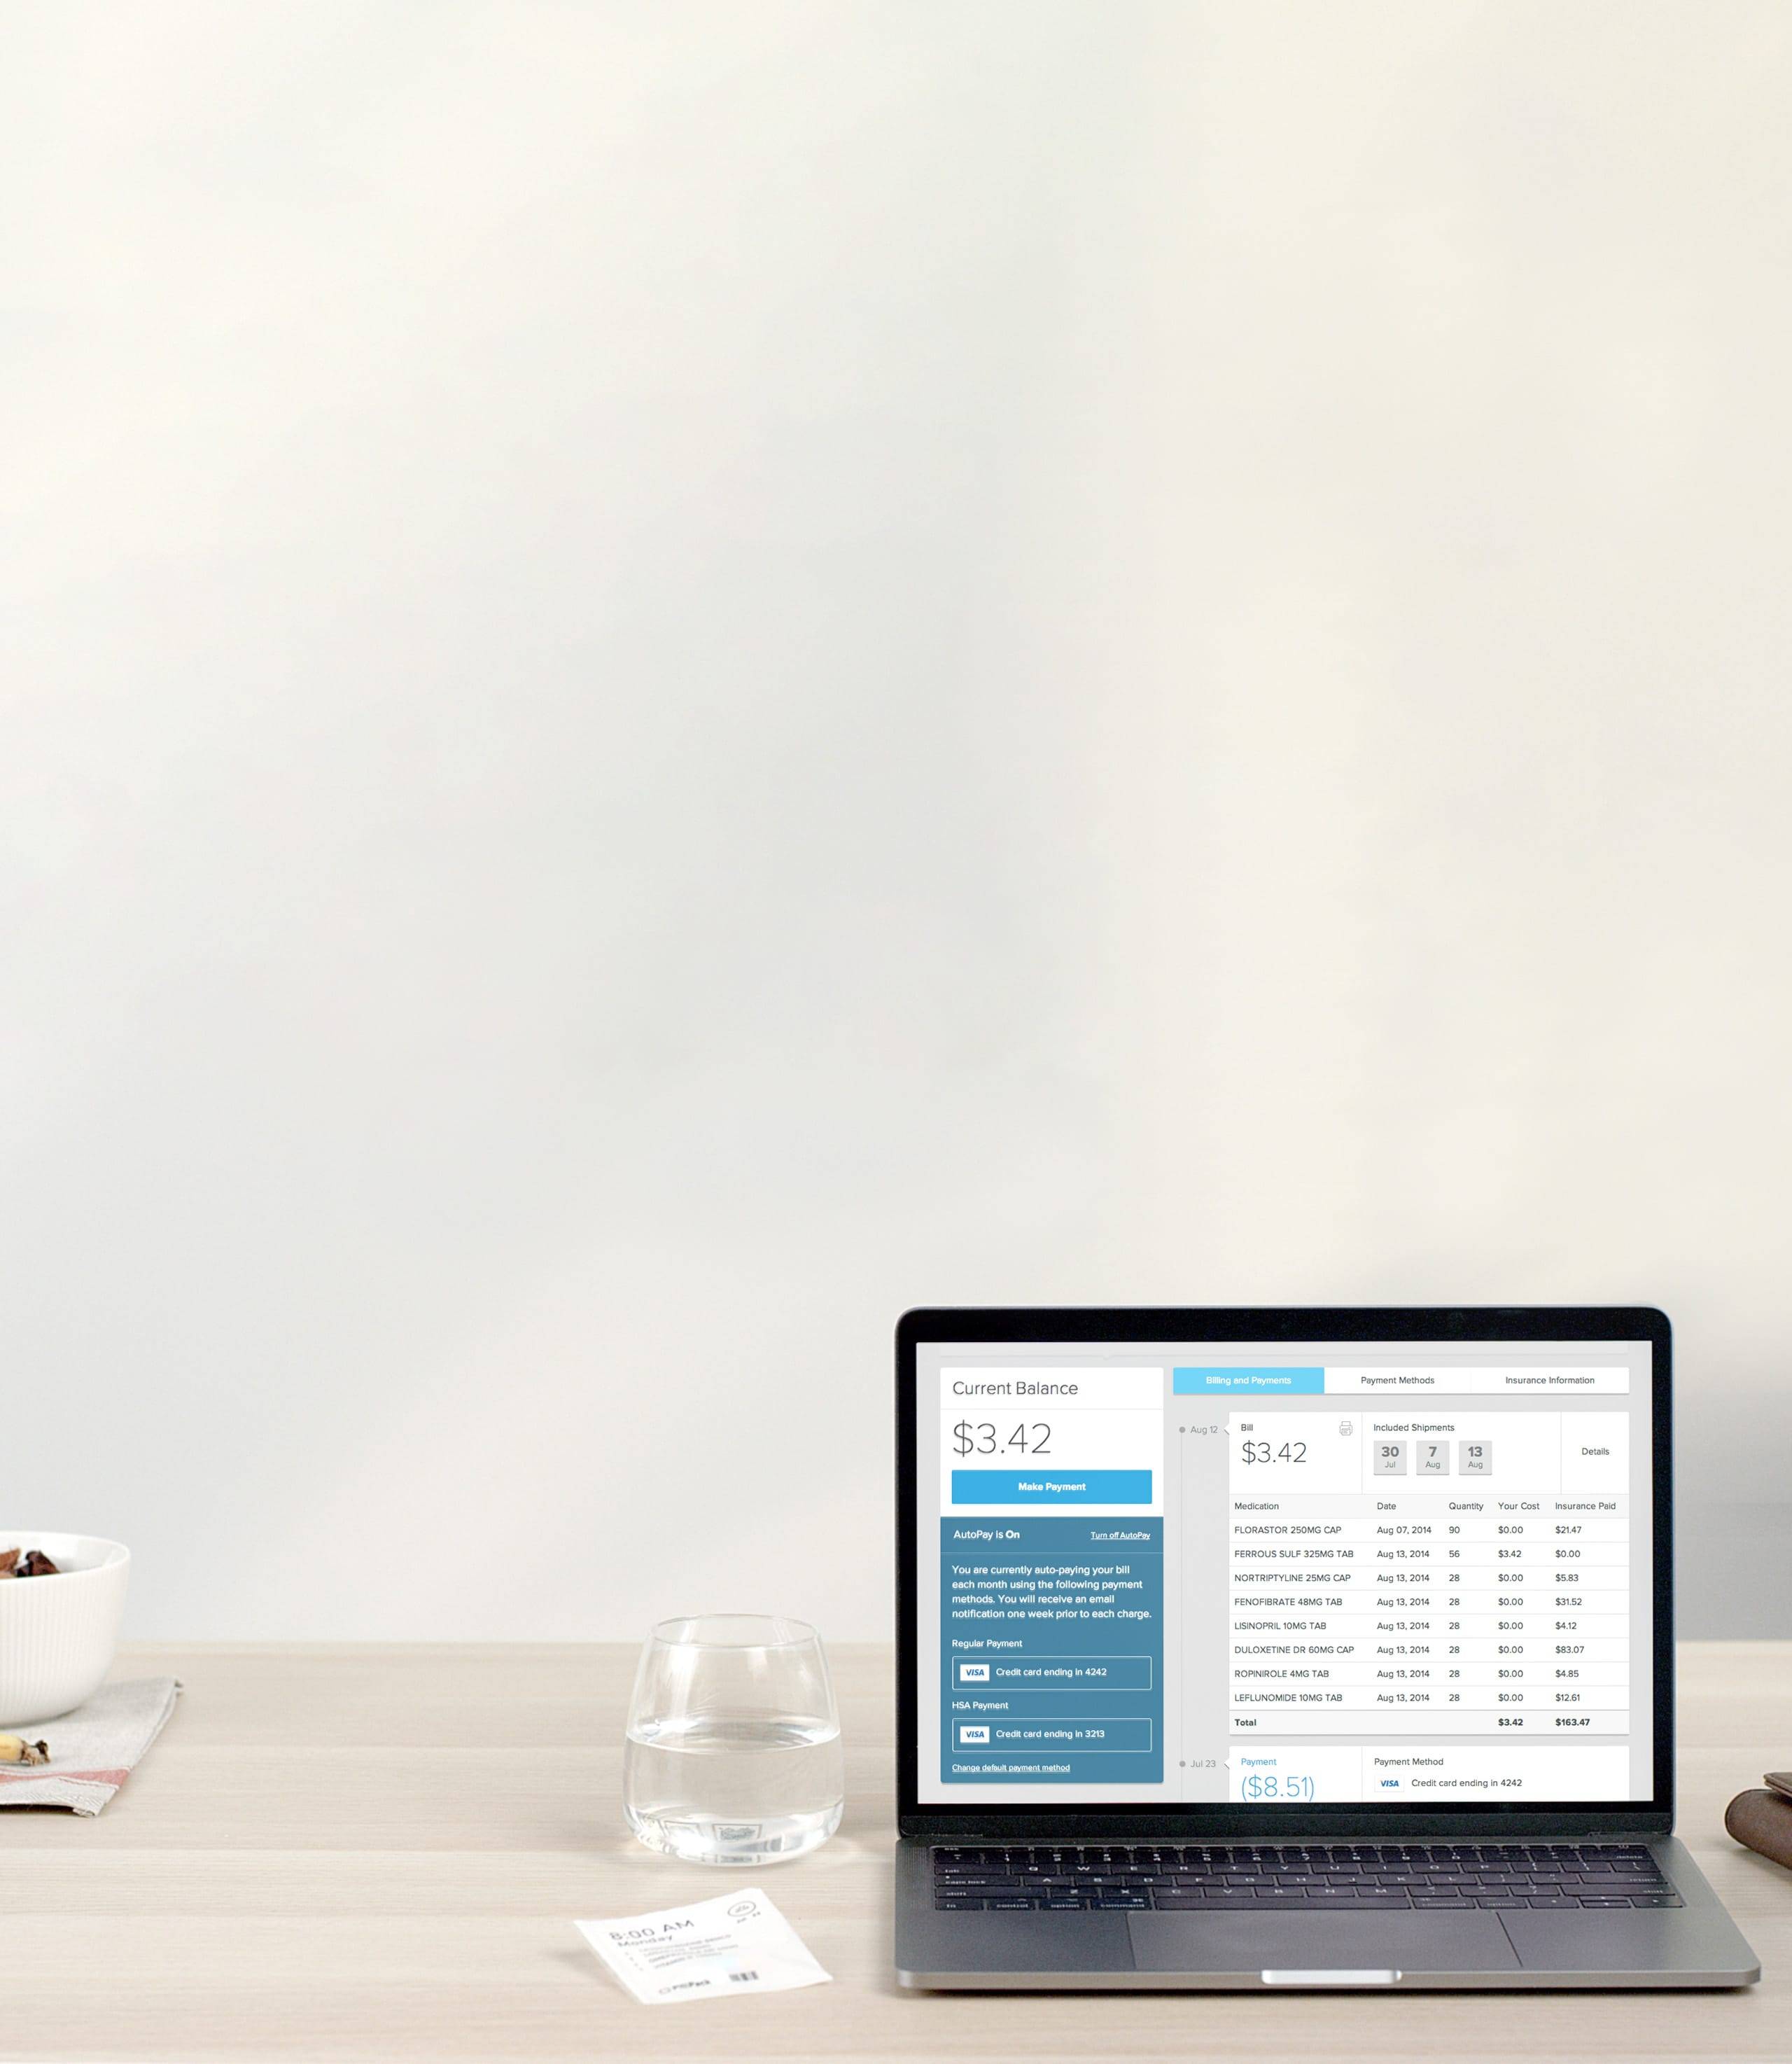 Current Balance
$3.42
Make Payment
AutoPay is On
Turn off AutoPay
You are currently auto-paying your bill
each month using the following payment
methods. You will receive an email
notification one week prior to each charge.
Regular Payment
VISA Credit card ending in 4242
HSA Payment
VISA Credit card ending in 3213
Change default payment method
Billing and Payments
Payment Methods
Insurance Information
Aug 12
Bill
$3.42
Included Shipments
30 7 13
Jul Aug Aug
Details
Medication Date Quantity Your Cost Insurance Paid
FLORASTOR 250MG CAP Aug 07, 2014 90 $0.00 $21.47
FERROUS SULF 325MG TAB Aug 13, 2014 56 $3.42 $0.00
NORTRIPTYLINE 25MG CAP Aug 13, 2014 28 $0.00 $5.83
FENOFIBRATE 48MG TAB Aug 13, 2014 28 $0.00 $31.52
LISINOPRIL 10MG TAB Aug 13, 2014 28 $0.00 $4.12
DULOXETINE DR 60MG CAP Aug 13, 2014 28 $0.00 $83.07
ROPINIROLE 4MG TAB Aug 13, 2014 28 $0.00 $4.85
LEFLUNOMIDE 10MG TAB Aug 13, 2014 28 $0.00 $12.61
Total $3.42 $163.47
Jul 23
Payment
($8.51)
Payment Method
VISA Credit card ending in 4242
8:00 AM
Monday